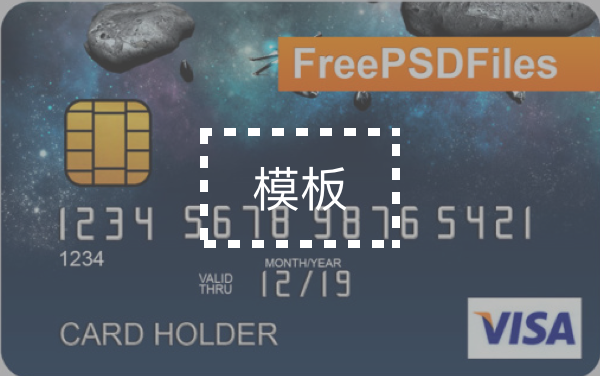 FreePSDFiles
模板
1234 5678 9876 5421
1234
MONTH/YEAR
VALID THRU 12/19
CARD HOLDER
VISA